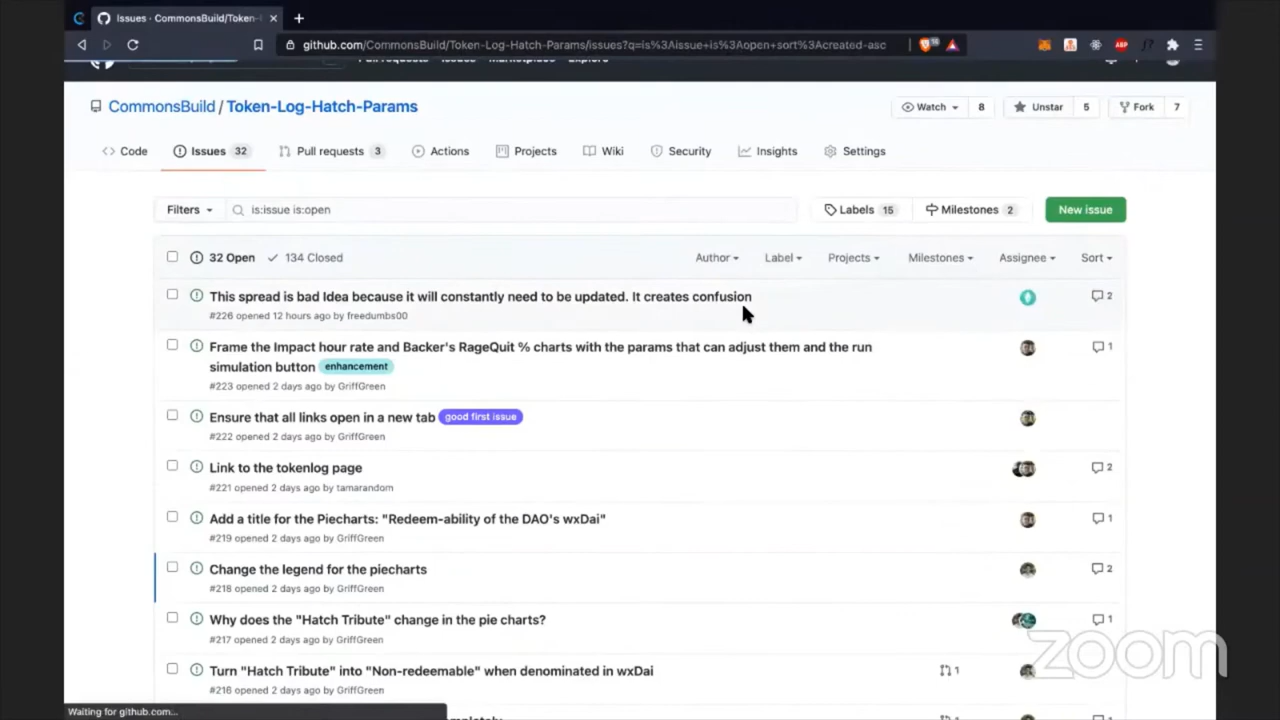 Issues · CommonsBuild/Token-
github.com/CommonsBuild/Token-Log-Hatch-Params/issues?q=is%3Aissue+is%3Aopen+sort%3Acreated-asc
ABP
CommonsBuild / Token-Log-Hatch-Params
Watch 8 Unstar 5 Fork 7
Code Issues 32 Pull requests 3 Actions Projects Wiki Security Insights Settings
Filters is:issue is:open Labels 15 Milestones 2 New issue
32 Open 134 Closed Author Label Projects Milestones Assignee Sort
This spread is bad Idea because it will constantly need to be updated. It creates confusion 2
#226 opened 12 hours ago by freedumbs00
Frame the Impact hour rate and Backer's RageQuit % charts with the params that can adjust them and the run 1
simulation button enhancement
#223 opened 2 days ago by GriffGreen
Ensure that all links open in a new tab good first issue
#222 opened 2 days ago by GriffGreen
Link to the tokenlog page 2
#221 opened 2 days ago by tamarandom
Add a title for the Piecharts: "Redeem-ability of the DAO's wxDai" 1
#219 opened 2 days ago by GriffGreen
Change the legend for the piecharts 2
#218 opened 2 days ago by GriffGreen
Why does the "Hatch Tribute" change in the pie charts? 1
#217 opened 2 days ago by GriffGreen
Turn "Hatch Tribute" into "Non-redeemable" when denominated in wxDai 1
#216 opened 2 days ago by GriffGreen
zoom
Waiting for github.com...